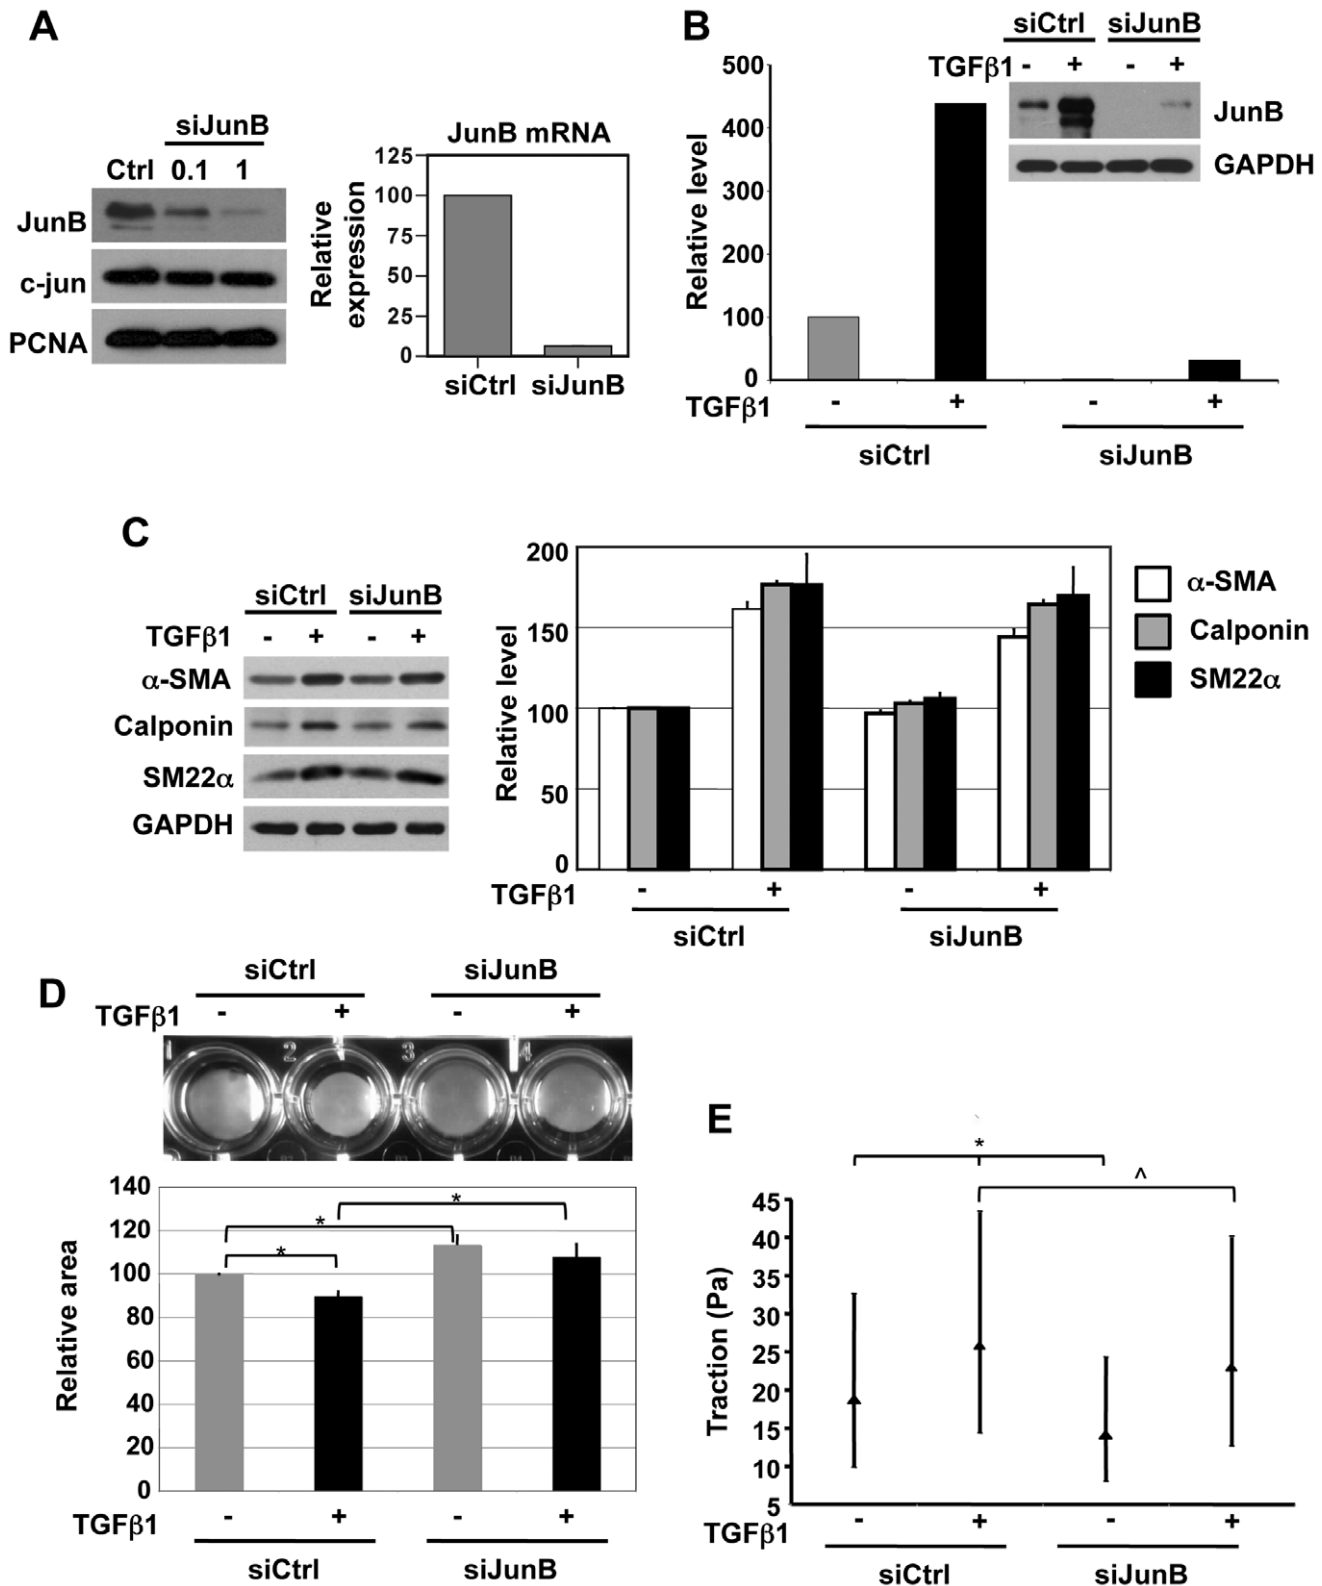 A
siJunB
Ctrl 0.1 1
JunB
c-jun
PCNA
JunB mRNA
Relative
expression
125
100
75
50
25
0
siCtrl siJunB
B
siCtrl siJunB
TGFβ1 - + - +
JunB
GAPDH
Relative level
500
400
300
200
100
0
TGFβ1 - + - +
siCtrl siJunB
C
siCtrl siJunB
TGFβ1 - + - +
α-SMA
Calponin
SM22α
GAPDH
Relative level
200
150
100
50
0
α-SMA
Calponin
SM22α
TGFβ1 - + - +
siCtrl siJunB
D
siCtrl siJunB
TGFβ1 - + - +
1 2 3 4
Relative area
140
120
100
80
60
40
20
0
* * *
TGFβ1 - + - +
siCtrl siJunB
E
*
^
Traction (Pa)
45
40
35
30
25
20
15
10
5
TGFβ1 - + - +
siCtrl siJunB